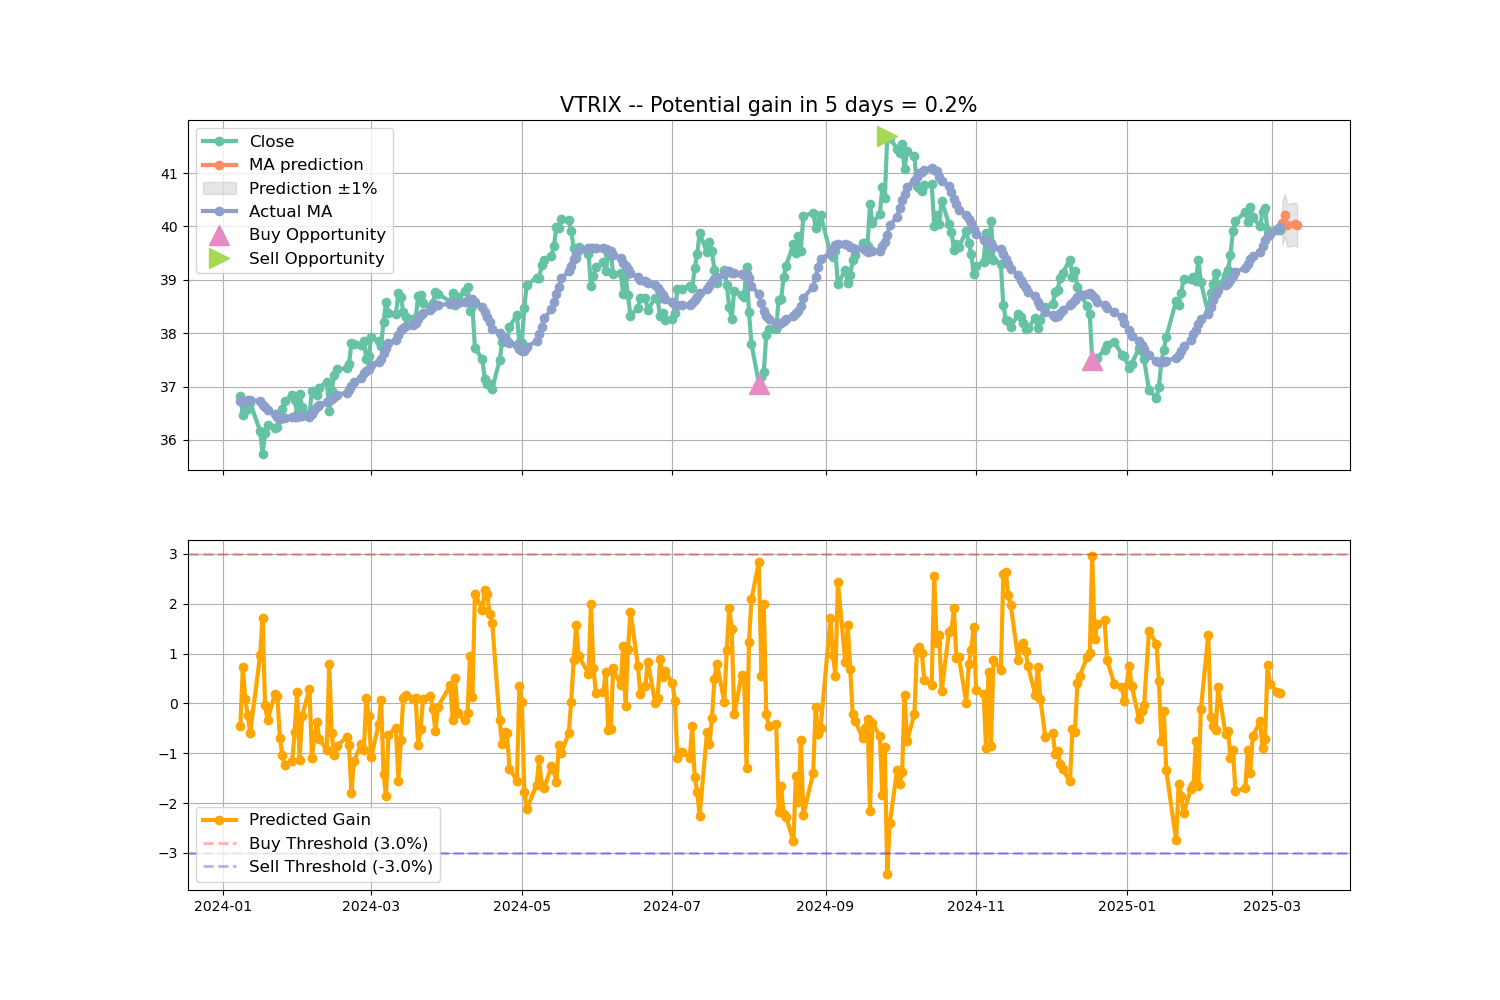 VTRIX -- Potential gain in 5 days = 0.2%
Close
MA prediction
Prediction ±1%
Actual MA
Buy Opportunity
Sell Opportunity
41
40
39
38
37
36
3
2
1
0
−1
−2
−3
Predicted Gain
Buy Threshold (3.0%)
Sell Threshold (-3.0%)
2024-01 2024-03 2024-05 2024-07 2024-09 2024-11 2025-01 2025-03